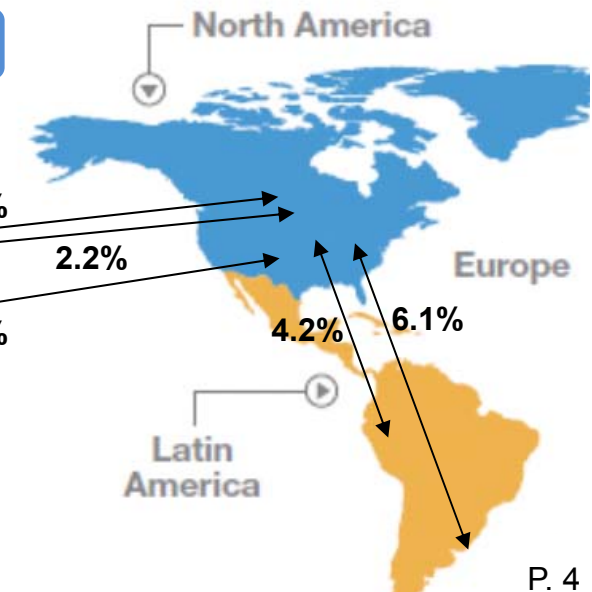 North America
%
2.2%
Europe
%
4.2%
6.1%
Latin
America
P. 4